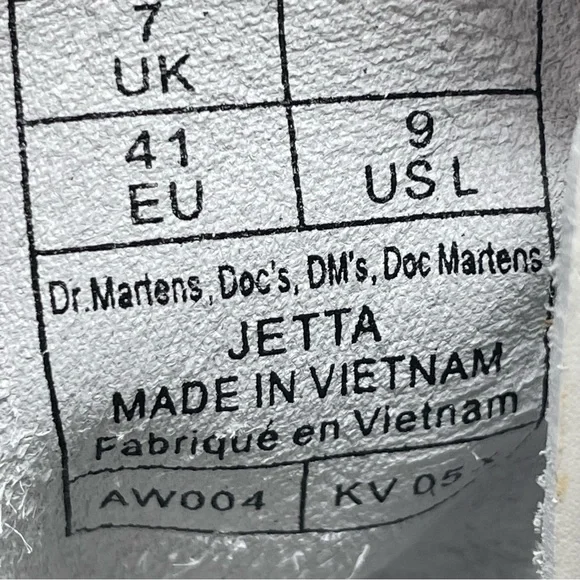 7
UK
41
EU
9
US L
Dr.Martens, Doc's, DM's, Doc Martens
JETTA
MADE IN VIETNAM
Fabriqué en Vietnam
AW004
KV 05